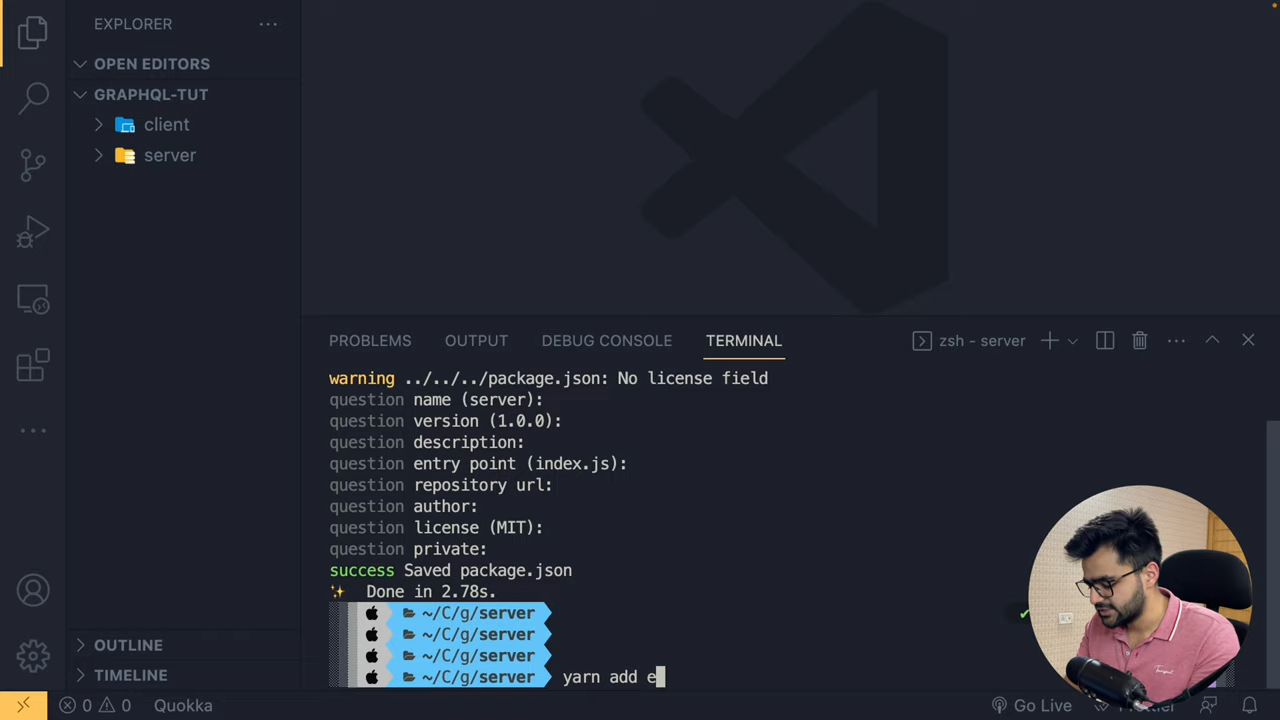 EXPLORER
OPEN EDITORS
GRAPHQL-TUT
client
server
OUTLINE
TIMELINE
PROBLEMS OUTPUT DEBUG CONSOLE TERMINAL zsh - server
warning ../../../package.json: No license field
question name (server):
question version (1.0.0):
question description:
question entry point (index.js):
question repository url:
question author:
question license (MIT):
question private:
success Saved package.json
✨ Done in 2.78s.
~/C/g/server
~/C/g/server
~/C/g/server
~/C/g/server yarn add e
0 0 Quokka Go Live Prettier